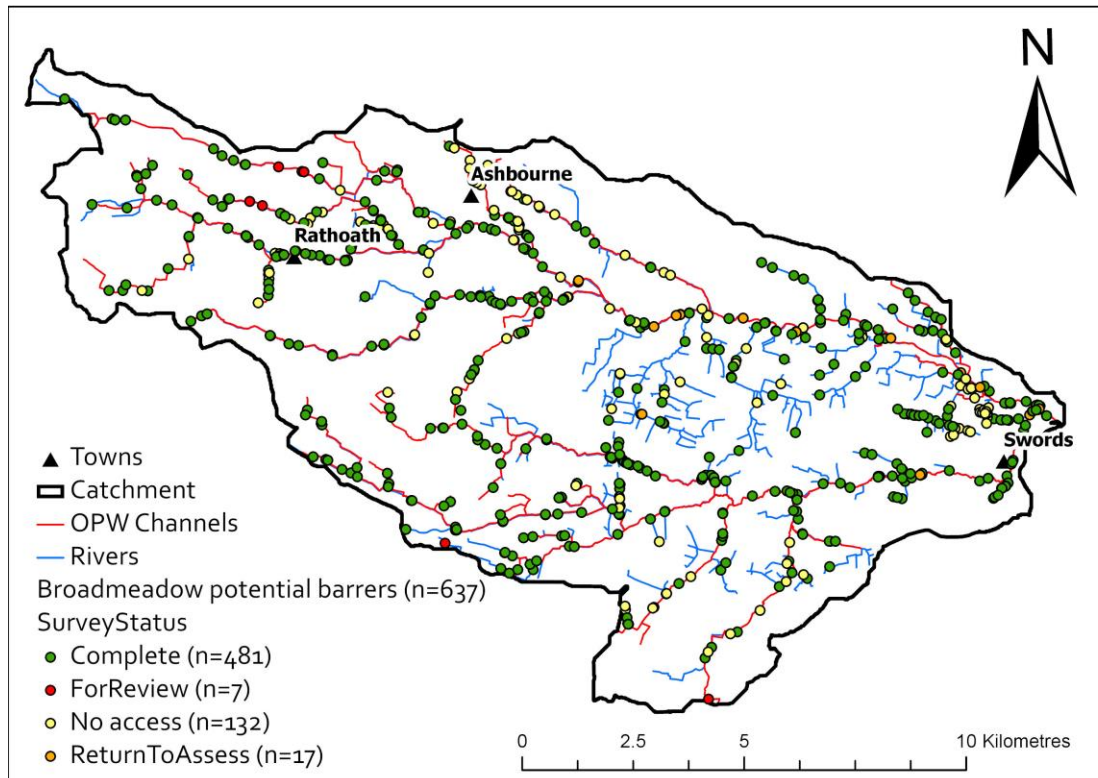 N
Ashbourne
Rathoath
Swords
Towns
Catchment
OPW Channels
Rivers
Broadmeadow potential barrers (n=637)
SurveyStatus
Complete (n=481)
ForReview (n=7)
No access (n=132)
ReturnToAssess (n=17)
0 2.5 5 10 Kilometres